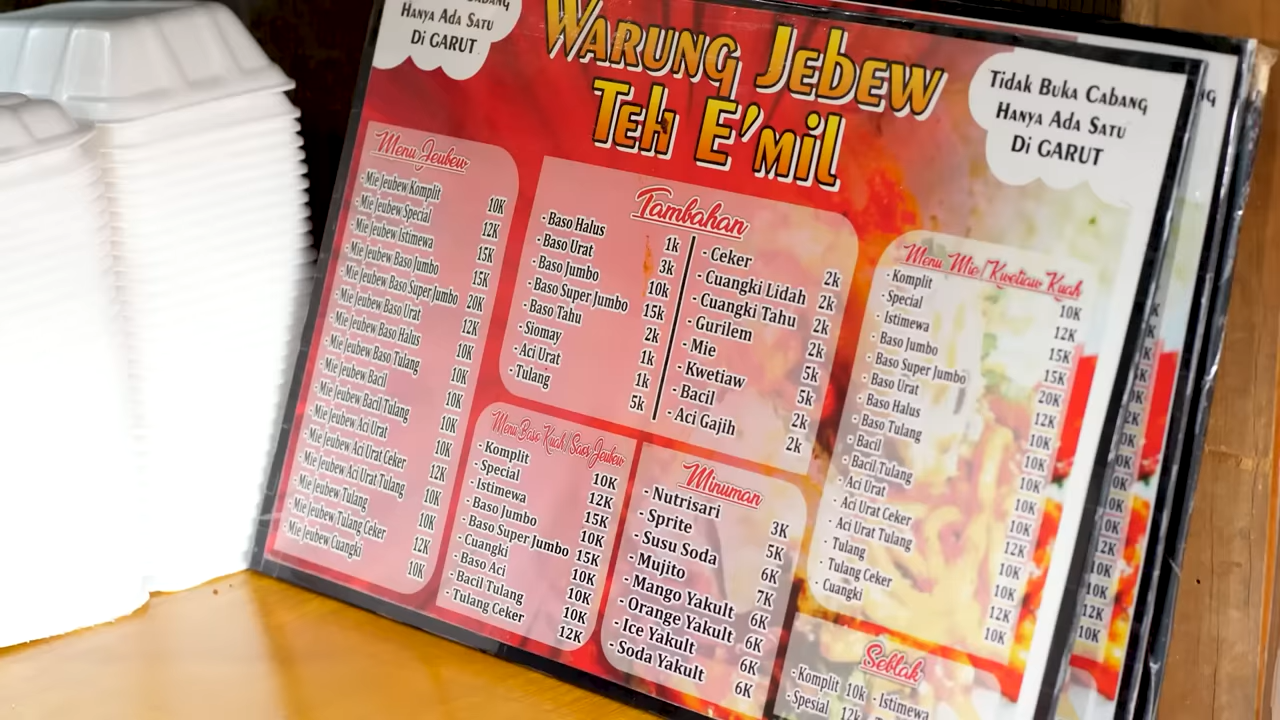 Hanya Ada Satu
Di GARUT
Warung Jebew
Teh E'mil
Tidak Buka Cabang
Hanya Ada Satu
Di GARUT
Menu Jeubew
- Mie Jeubew Komplit 10K
- Mie Jeubew Special 12K
- Mie Jeubew Istimewa 15K
- Mie Jeubew Baso Jumbo 15K
- Mie Jeubew Baso Super Jumbo 20K
- Mie Jeubew Baso Urat 12K
- Mie Jeubew Baso Halus 10K
- Mie Jeubew Baso Tulang 10K
- Mie Jeubew Bacil 10K
- Mie Jeubew Bacil Tulang 10K
- Mie Jeubew Aci Urat 10K
- Mie Jeubew Aci Urat Ceker 12K
- Mie Jeubew Aci Urat Tulang 10K
- Mie Jeubew Tulang 10K
- Mie Jeubew Tulang Ceker 12K
- Mie Jeubew Cuangki 10K
Tambahan
- Baso Halus 1k
- Baso Urat 3k
- Baso Jumbo 10k
- Baso Super Jumbo 15k
- Baso Tahu 2k
- Siomay 1k
- Aci Urat 1k
- Tulang 5k
- Ceker 2k
- Cuangki Lidah 2k
- Cuangki Tahu 2k
- Gurilem 2k
- Mie 5k
- Kwetiaw 5k
- Bacil 2k
- Aci Gajih 2k
Menu Baso Kuah/Saos Jeubew
- Komplit 10K
- Special 12K
- Istimewa 15K
- Baso Jumbo 10K
- Baso Super Jumbo 15K
- Cuangki 10K
- Baso Aci 10K
- Bacil Tulang 10K
- Tulang Ceker 12K
Minuman
- Nutrisari 3K
- Sprite 5K
- Susu Soda 6K
- Mujito 7K
- Mango Yakult 6K
- Orange Yakult 6K
- Ice Yakult 6K
- Soda Yakult 6K
Menu Mie/Kwetiaw Kuah
- Komplit 10K
- Special 12K
- Istimewa 15K
- Baso Jumbo 15K
- Baso Super Jumbo 20K
- Baso Urat 12K
- Baso Halus 10K
- Baso Tulang 10K
- Bacil 10K
- Bacil Tulang 10K
- Aci Urat 10K
- Aci Urat Ceker 12K
- Aci Urat Tulang 10K
- Tulang 10K
- Tulang Ceker 12K
- Cuangki 10K
Seblak
- Komplit 10k - Istimewa
- Spesial 12k